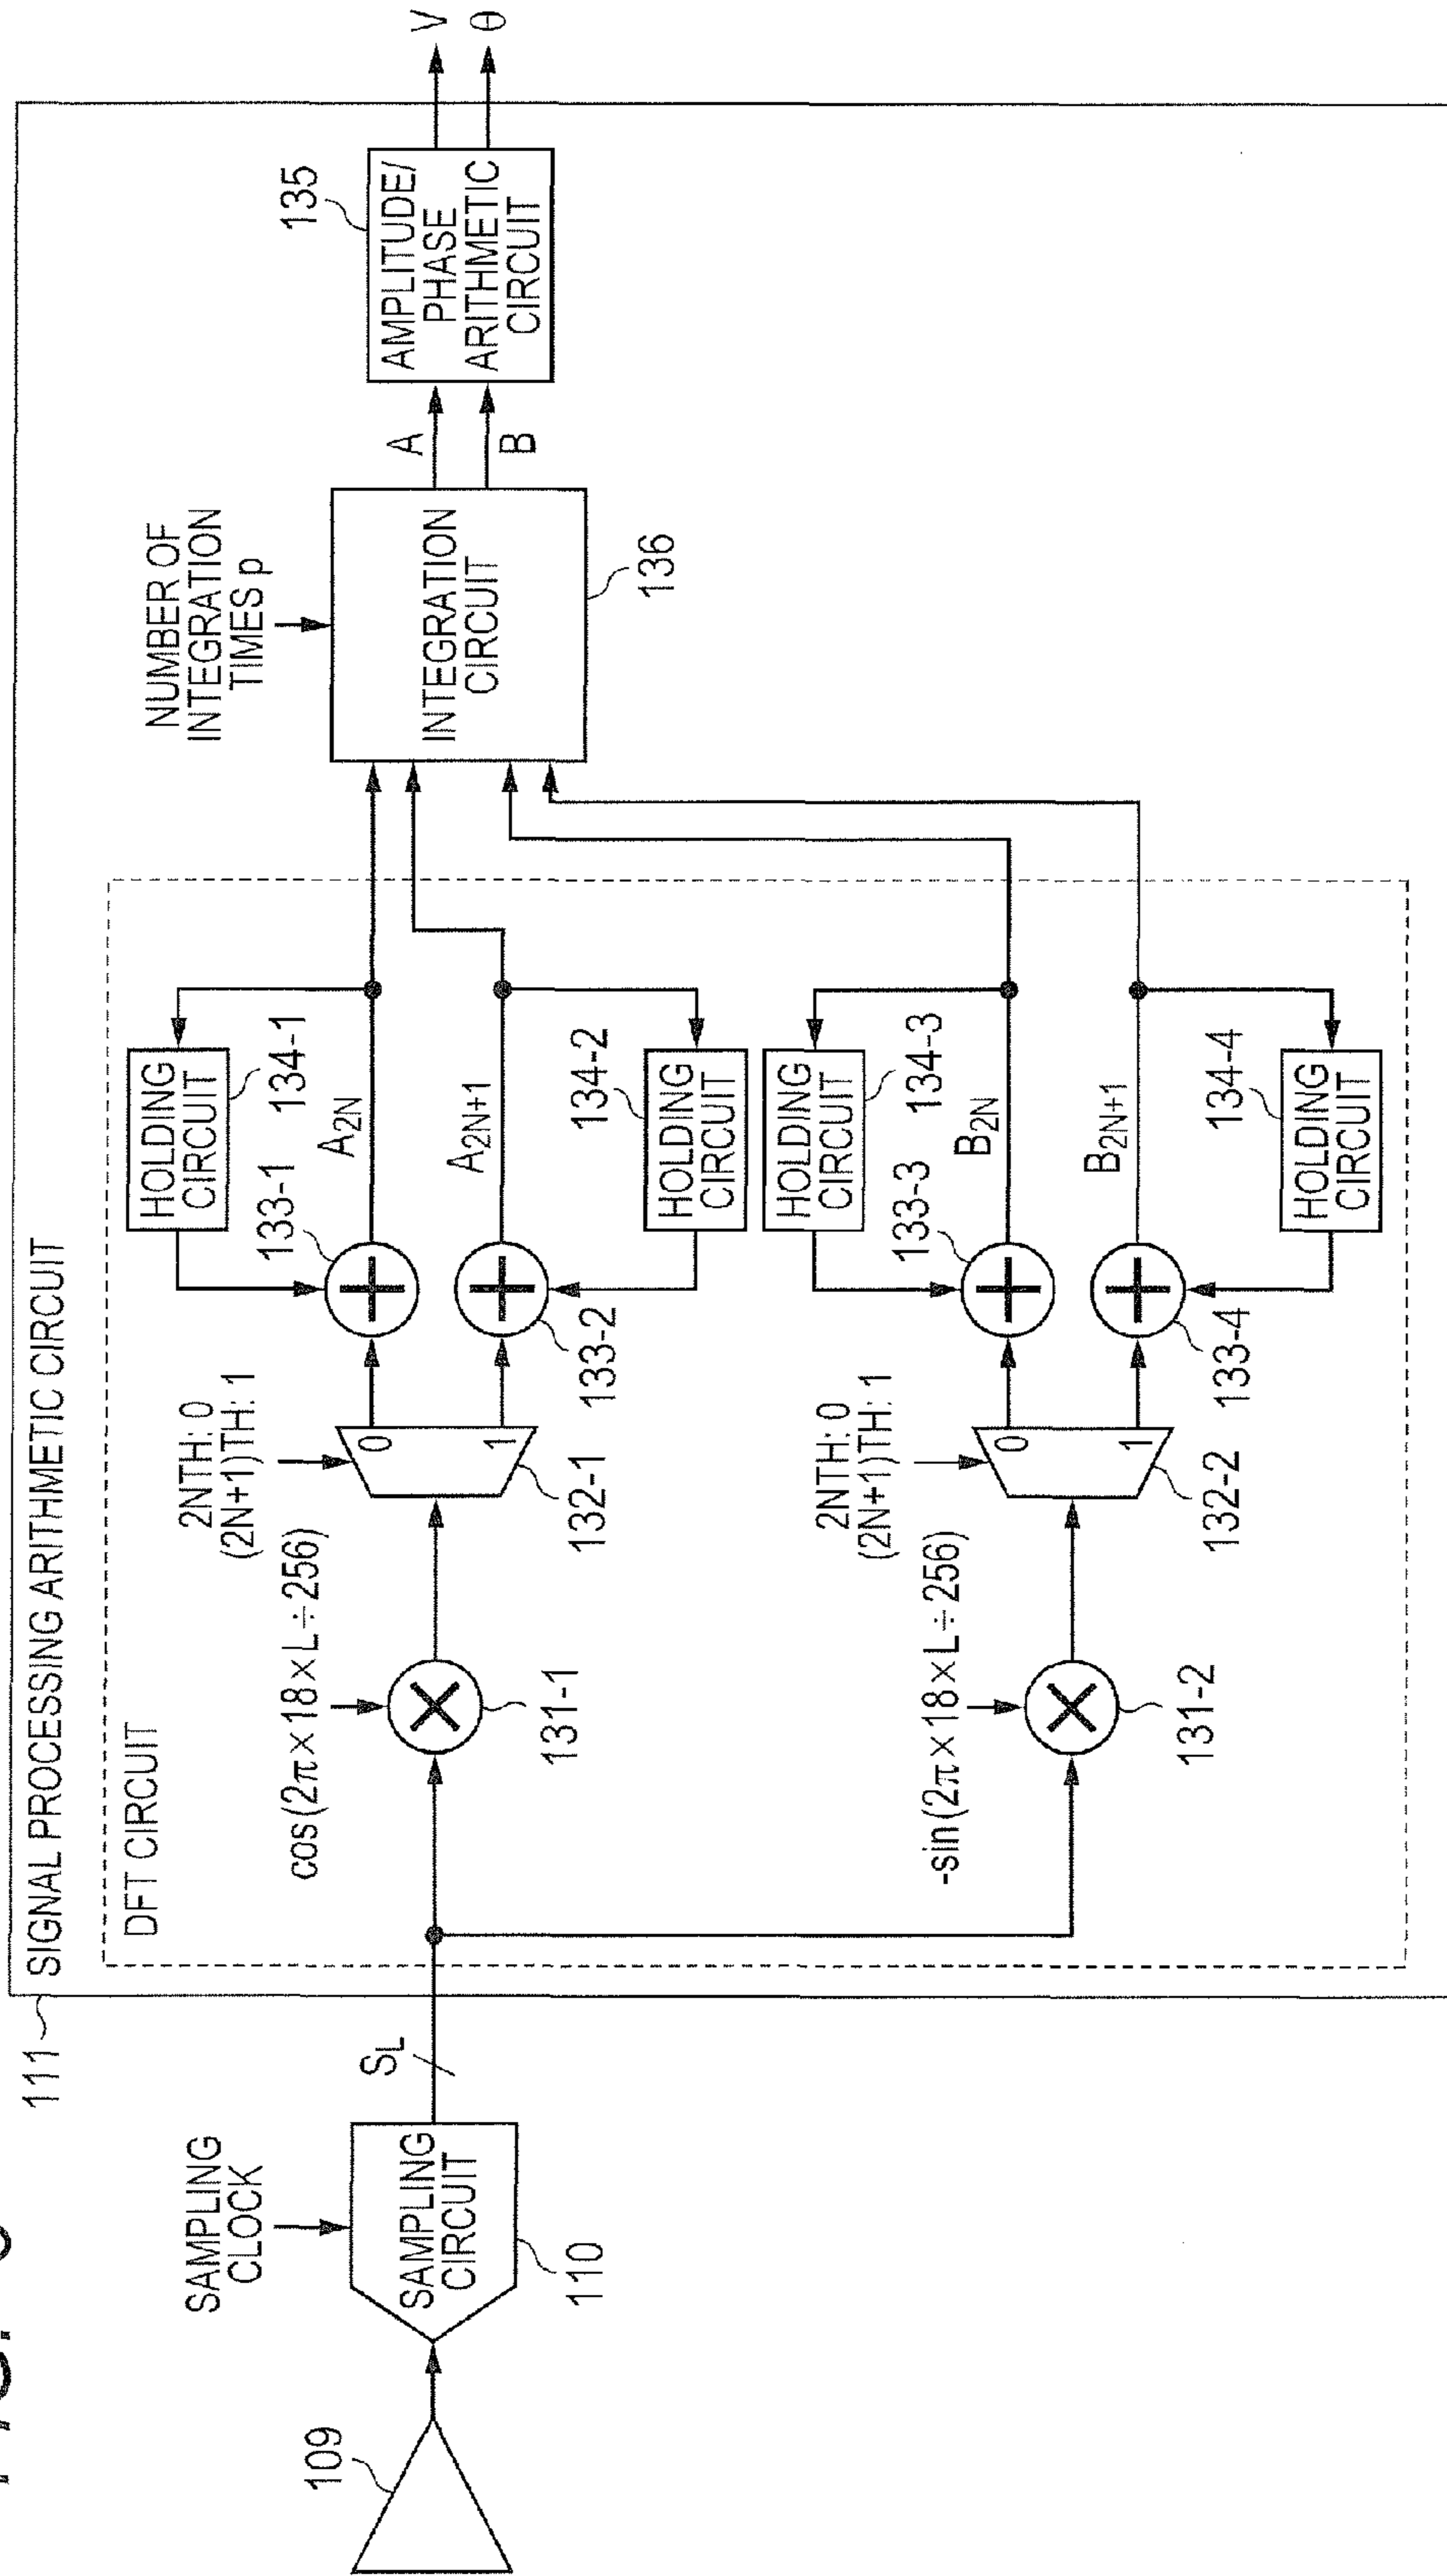 111
SIGNAL PROCESSING ARITHMETIC CIRCUIT
DFT CIRCUIT
109
SAMPLING
CLOCK
SAMPLING
CIRCUIT
110
SL
cos(2π×18×L÷256)
131-1
2NTH: 0
(2N+1)TH: 1
0
1
132-1
133-1
HOLDING
CIRCUIT
134-1
A2N
A2N+1
133-2
HOLDING
CIRCUIT
134-2
-sin(2π×18×L÷256)
131-2
2NTH: 0
(2N+1)TH: 1
0
1
132-2
133-3
HOLDING
CIRCUIT
134-3
B2N
B2N+1
133-4
HOLDING
CIRCUIT
134-4
NUMBER OF
INTEGRATION
TIMES p
INTEGRATION
CIRCUIT
136
A
B
135
AMPLITUDE/
PHASE
ARITHMETIC
CIRCUIT
V
θ